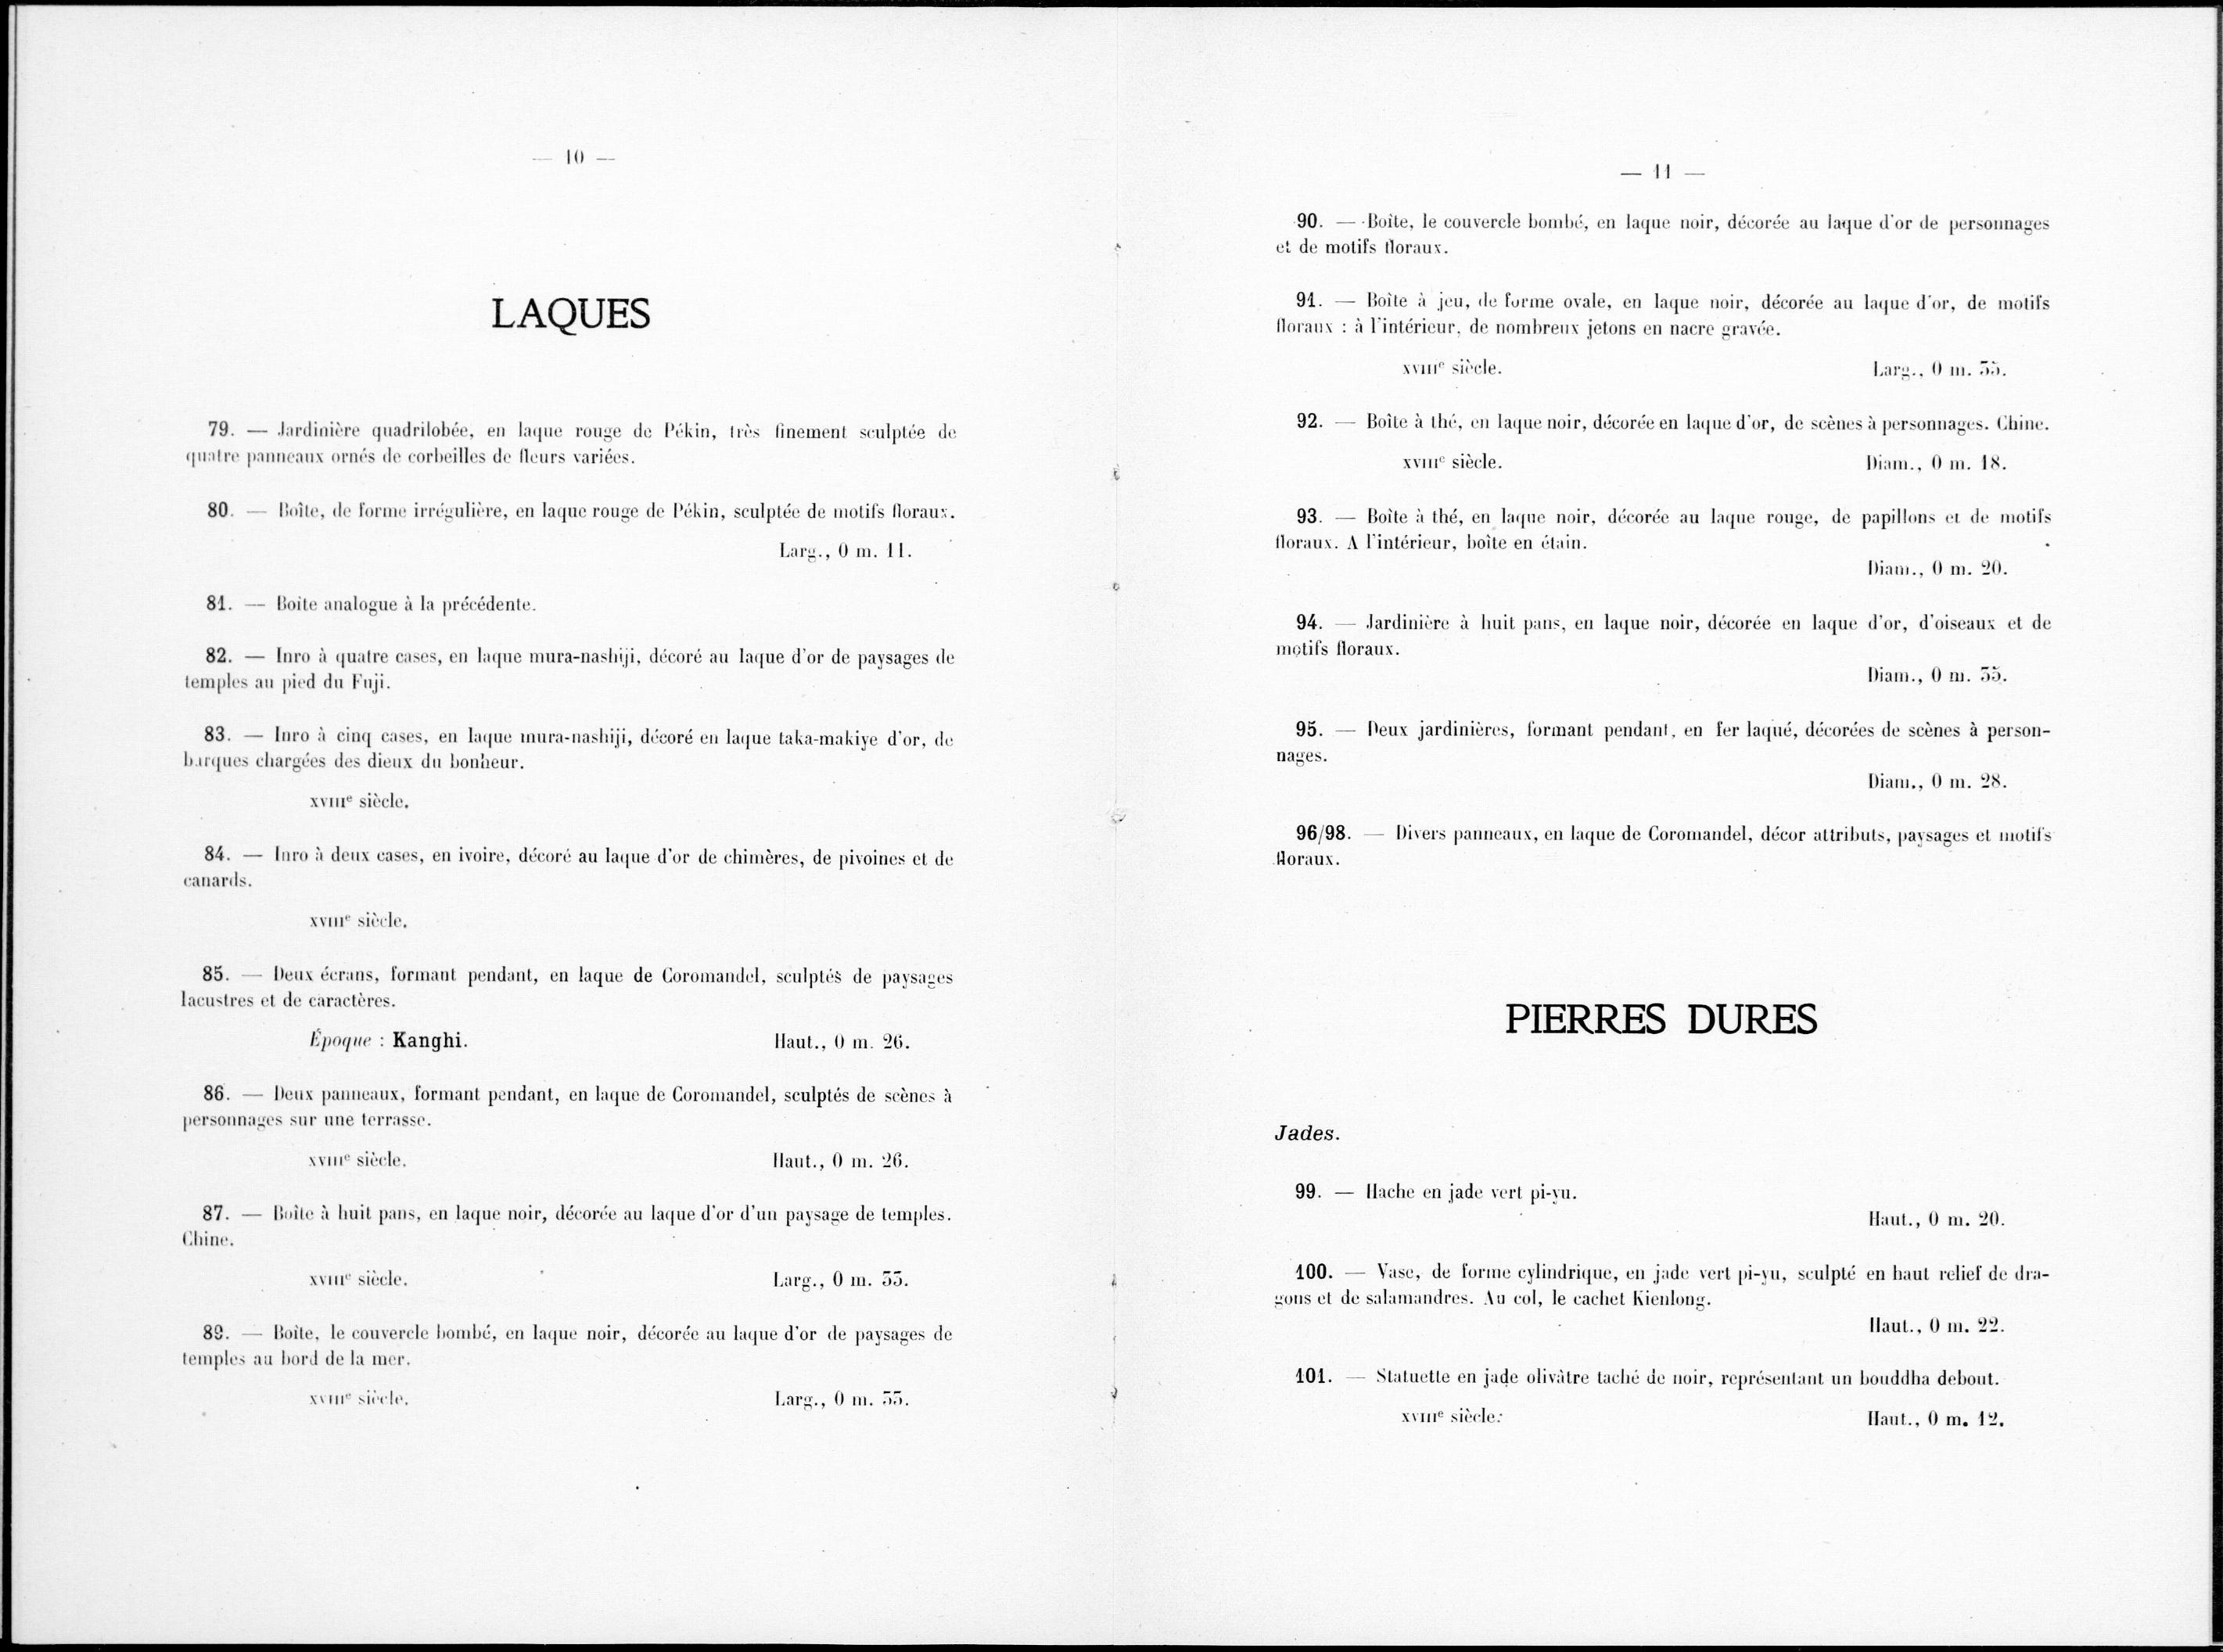 — 10 —
LAQUES
79. — Jardinière quadrilobée, en laque rouge de Pékin, très finement sculptée de
quatre panneaux ornés de corbeilles de fleurs variées.
80. — Boîte, de forme irrégulière, en laque rouge de Pékin, sculptée de motifs floraux.
Larg., 0 m. 11.
81. — Boîte analogue à la précédente.
82. — Inro à quatre cases, en laque mura-nashiji, décoré au laque d'or de paysages de
temples au pied du Fuji.
83. — Inro à cinq cases, en laque mura-nashiji, décoré en laque taka-makiye d'or, de
barques chargées des dieux du bonheur.
XVIIIe siècle.
84. — Inro à deux cases, en ivoire, décoré au laque d'or de chimères, de pivoines et de
canards.
XVIIIe siècle.
85. — Deux écrans, formant pendant, en laque de Coromandel, sculptés de paysages
lacustres et de caractères.
Époque : Kanghi. Haut., 0 m. 26.
86. — Deux panneaux, formant pendant, en laque de Coromandel, sculptés de scènes à
personnages sur une terrasse.
XVIIIe siècle. Haut., 0 m. 26.
87. — Boîte à huit pans, en laque noir, décorée au laque d'or d'un paysage de temples.
Chine.
XVIIIe siècle. Larg., 0 m. 35.
89. — Boîte, le couvercle bombé, en laque noir, décorée au laque d'or de paysages de
temples au bord de la mer.
XVIIIe siècle. Larg., 0 m. 35.
— 11 —
90. — Boîte, le couvercle bombé, en laque noir, décorée au laque d'or de personnages
et de motifs floraux.
91. — Boîte à jeu, de forme ovale, en laque noir, décorée au laque d'or, de motifs
floraux : à l'intérieur, de nombreux jetons en nacre gravée.
XVIIIe siècle. Larg., 0 m. 35.
92. — Boîte à thé, en laque noir, décorée en laque d'or, de scènes à personnages. Chine.
XVIIIe siècle. Diam., 0 m. 18.
93. — Boîte à thé, en laque noir, décorée au laque rouge, de papillons et de motifs
floraux. A l'intérieur, boîte en étain.
Diam., 0 m. 20.
94. — Jardinière à huit pans, en laque noir, décorée en laque d'or, d'oiseaux et de
motifs floraux.
Diam., 0 m. 35.
95. — Deux jardinières, formant pendant, en fer laqué, décorées de scènes à person-
nages.
Diam., 0 m. 28.
96/98. — Divers panneaux, en laque de Coromandel, décor attributs, paysages et motifs
floraux.
PIERRES DURES
Jades.
99. — Hache en jade vert pi-yu.
Haut., 0 m. 20.
100. — Vase, de forme cylindrique, en jade vert pi-yu, sculpté en haut relief de dra-
gons et de salamandres. Au col, le cachet Kienlong.
Haut., 0 m. 22.
101. — Statuette en jade olivâtre taché de noir, représentant un bouddha debout.
XVIIIe siècle. Haut., 0 m. 12.